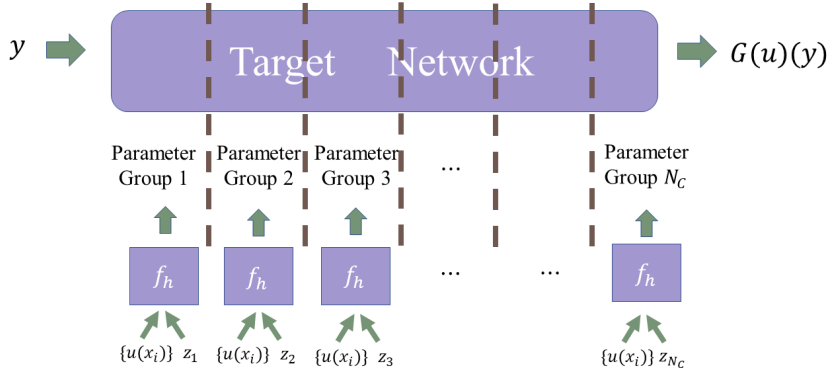 y
Target Network
G(u)(y)
Parameter Group 1
Parameter Group 2
Parameter Group 3
...
Parameter Group N_C
f_h
f_h
f_h
...
...
f_h
{u(x_i)} z_1
{u(x_i)} z_2
{u(x_i)} z_3
{u(x_i)} z_{N_C}